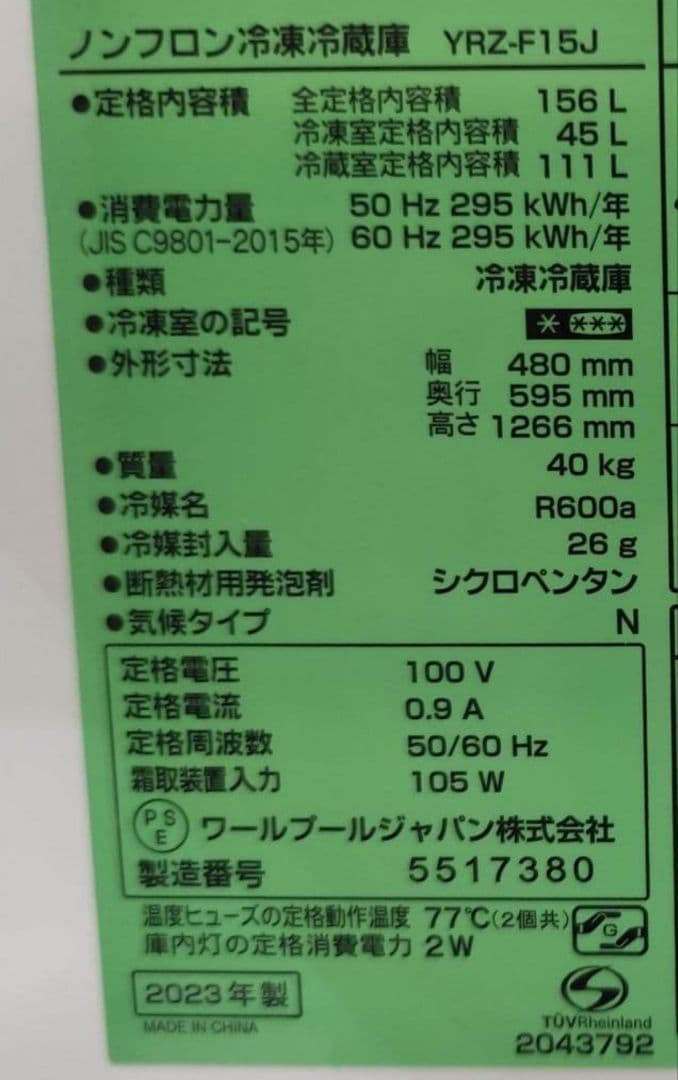 ノンフロン冷凍冷蔵庫 YRZ-F15J
●定格内容積 全定格内容積 156 L
冷凍室定格内容積 45 L
冷蔵室定格内容積 111 L
●消費電力量 50 Hz 295 kWh/年
(JIS C9801-2015年) 60 Hz 295 kWh/年
●種類 冷凍冷蔵庫
●冷凍室の記号 * ***
●外形寸法 幅 480 mm
奥行 595 mm
高さ 1266 mm
●質量 40 kg
●冷媒名 R600a
●冷媒封入量 26 g
●断熱材用発泡剤 シクロペンタン
●気候タイプ N
定格電圧 100 V
定格電流 0.9 A
定格周波数 50/60 Hz
霜取装置入力 105 W
PS E ワールプールジャパン株式会社
製造番号 5517380
温度ヒューズの定格動作温度 77℃(2個共)
G
庫内灯の定格消費電力 2W
2023年製
MADE IN CHINA
TÜVRheinland
2043792